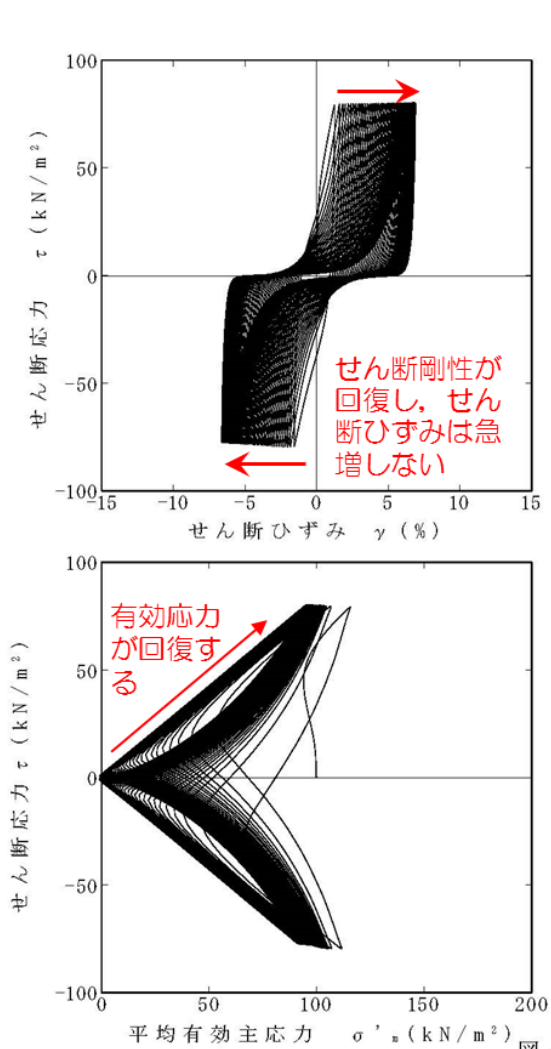 100
50
0
-50
-100
せん断応力 τ (kN/m²)
せん断剛性が
回復し，せん
断ひずみは急
増しない
-15 -10 -5 0 5 10 15
せん断ひずみ γ (%)
100
50
0
-50
-100
せん断応力 τ (kN/m²)
有効応力
が回復す
る
0 50 100 150 200
平均有効主応力 σ'ₘ (kN/m²)